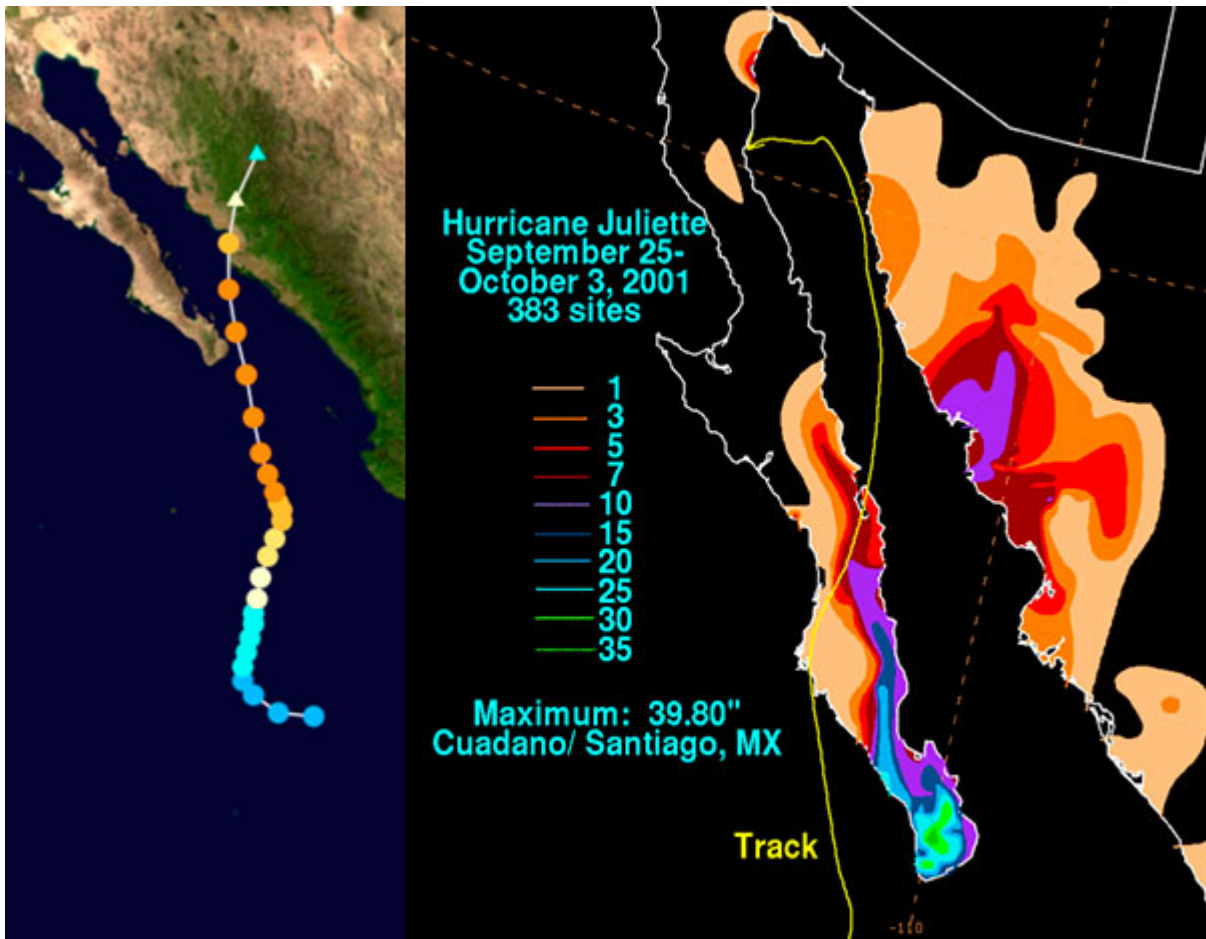 Hurricane Juliette
September 25-
October 3, 2001
383 sites
1
3
5
7
10
15
20
25
30
35
Maximum: 39.80"
Cuadano/ Santiago, MX
Track
-110